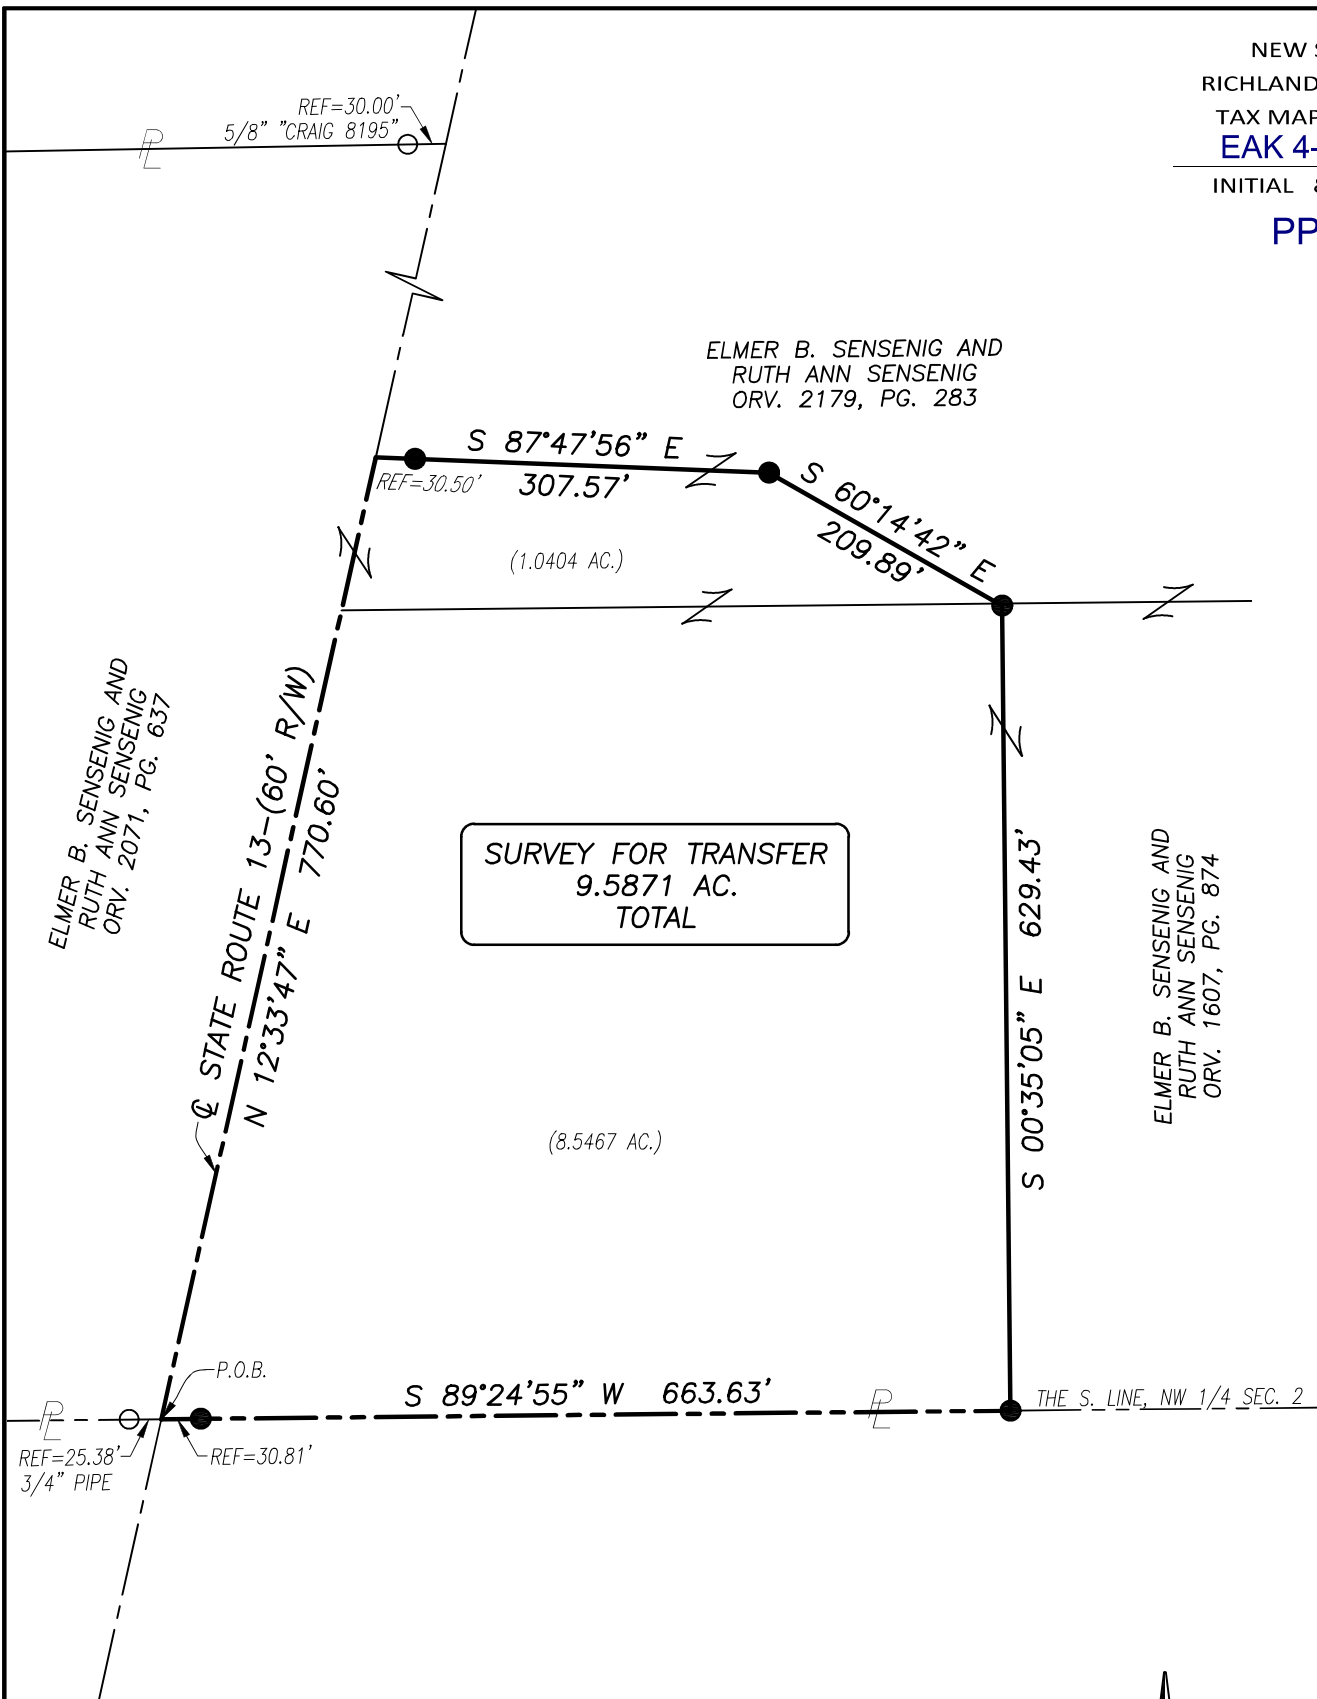 NEW S
RICHLAND
TAX MAP
EAK 4-
INITIAL &
PP
REF=30.00'
5/8" "CRAIG 8195"
PL
ELMER B. SENSENIG AND
RUTH ANN SENSENIG
ORV. 2179, PG. 283
S 87°47'56" E
307.57'
REF=30.50'
S 60°14'42" E
209.89'
(1.0404 AC.)
ELMER B. SENSENIG AND
RUTH ANN SENSENIG
ORV. 2071, PG. 637
CL STATE ROUTE 13-(60' R/W)
N 12°33'47" E 770.60'
SURVEY FOR TRANSFER
9.5871 AC.
TOTAL
S 00°35'05" E 629.43'
ELMER B. SENSENIG AND
RUTH ANN SENSENIG
ORV. 1607, PG. 874
(8.5467 AC.)
P.O.B.
S 89°24'55" W 663.63'
PL
PL
THE S. LINE, NW 1/4 SEC. 2
REF=25.38'
3/4" PIPE
REF=30.81'